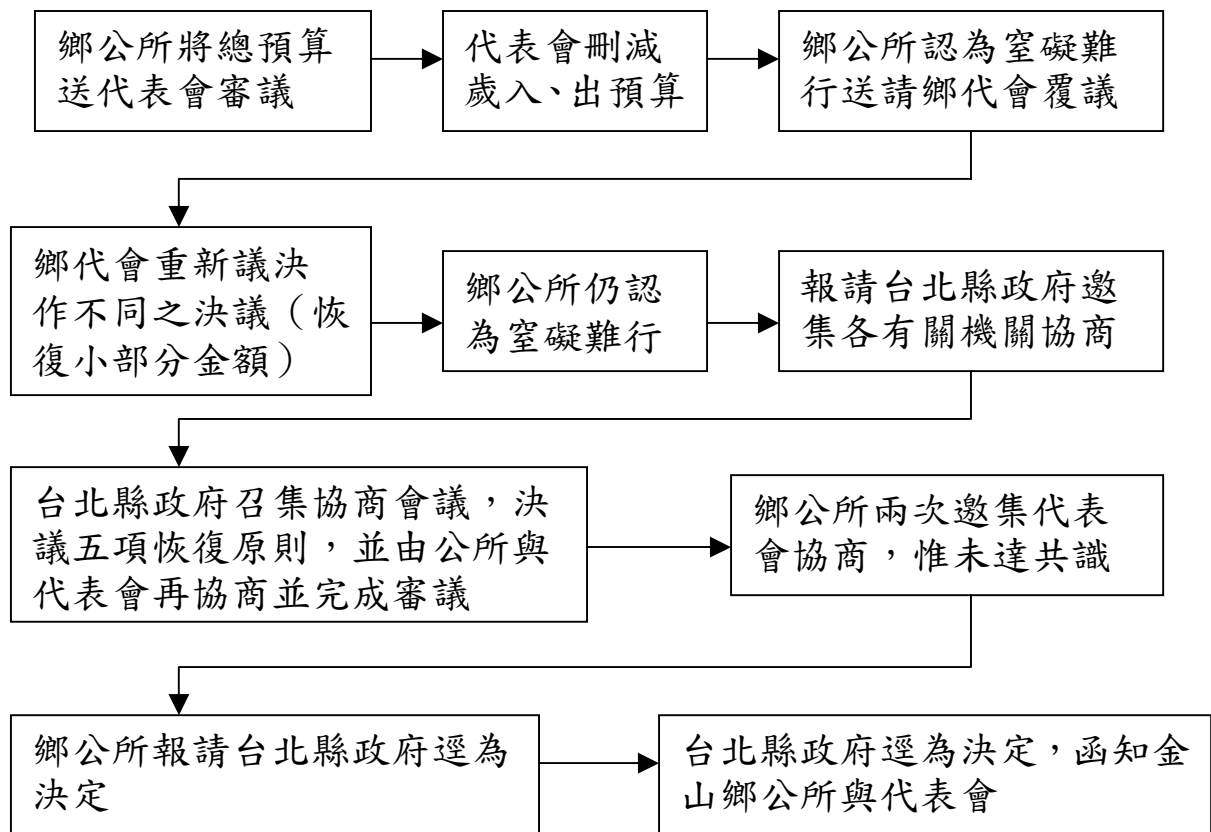 鄉公所將總預算
送代表會審議
代表會刪減
歲入、出預算
鄉公所認為窒礙難
行送請鄉代會覆議
鄉代會重新議決
作不同之決議（恢
復小部分金額）
鄉公所仍認
為窒礙難行
報請台北縣政府邀
集各有關機關協商
台北縣政府召集協商會議，決
議五項恢復原則，並由公所與
代表會再協商並完成審議
鄉公所兩次邀集代表
會協商，惟未達共識
鄉公所報請台北縣政府逕為
決定
台北縣政府逕為決定，函知金
山鄉公所與代表會